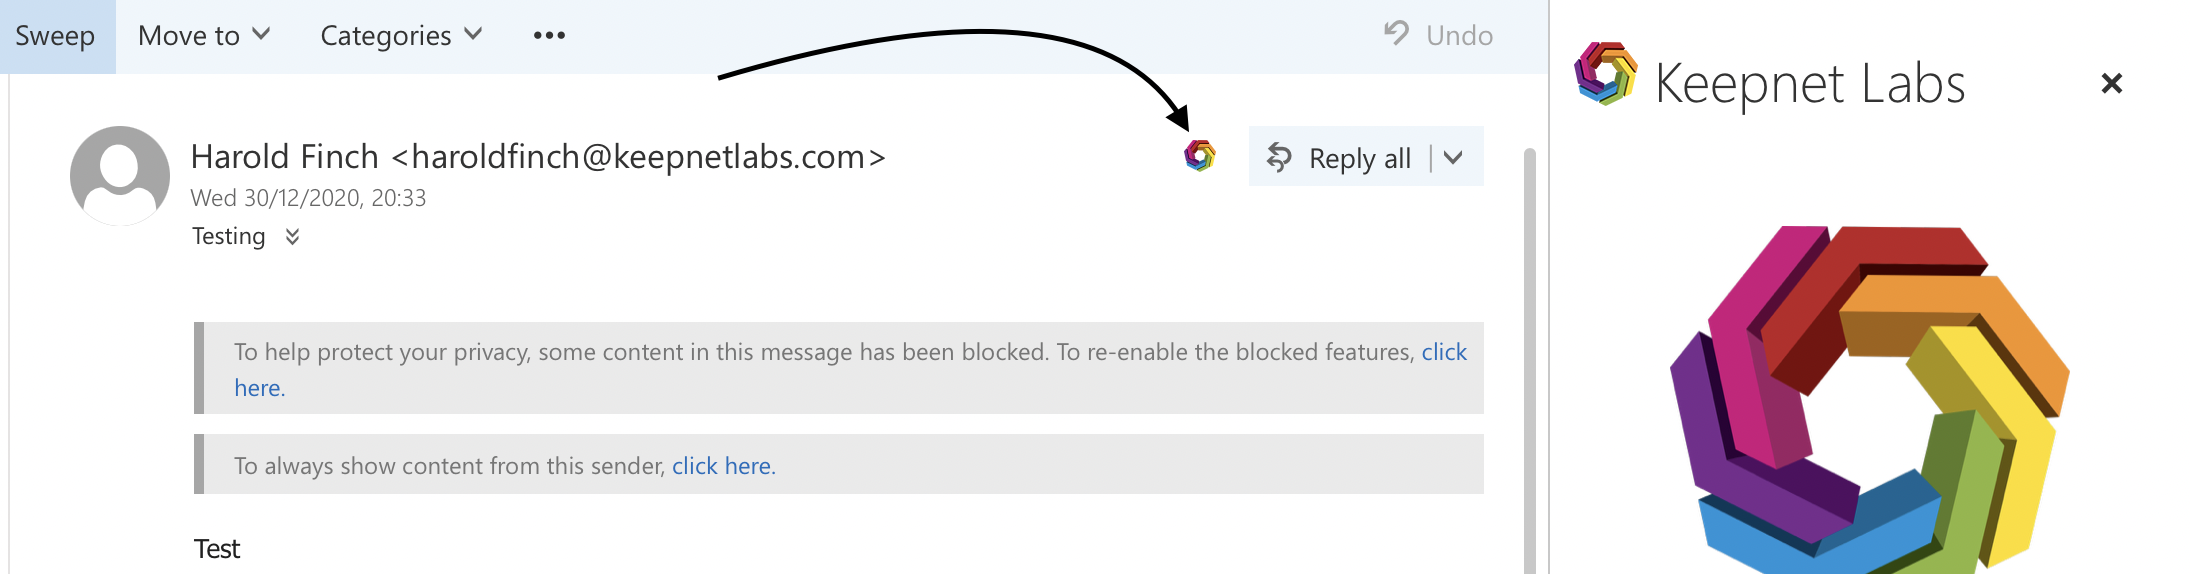 Sweep Move to Categories ••• Undo
Keepnet Labs ×
Harold Finch <haroldfinch@keepnetlabs.com>
Reply all
Wed 30/12/2020, 20:33
Testing
To help protect your privacy, some content in this message has been blocked. To re-enable the blocked features, click
here.
To always show content from this sender, click here.
Test